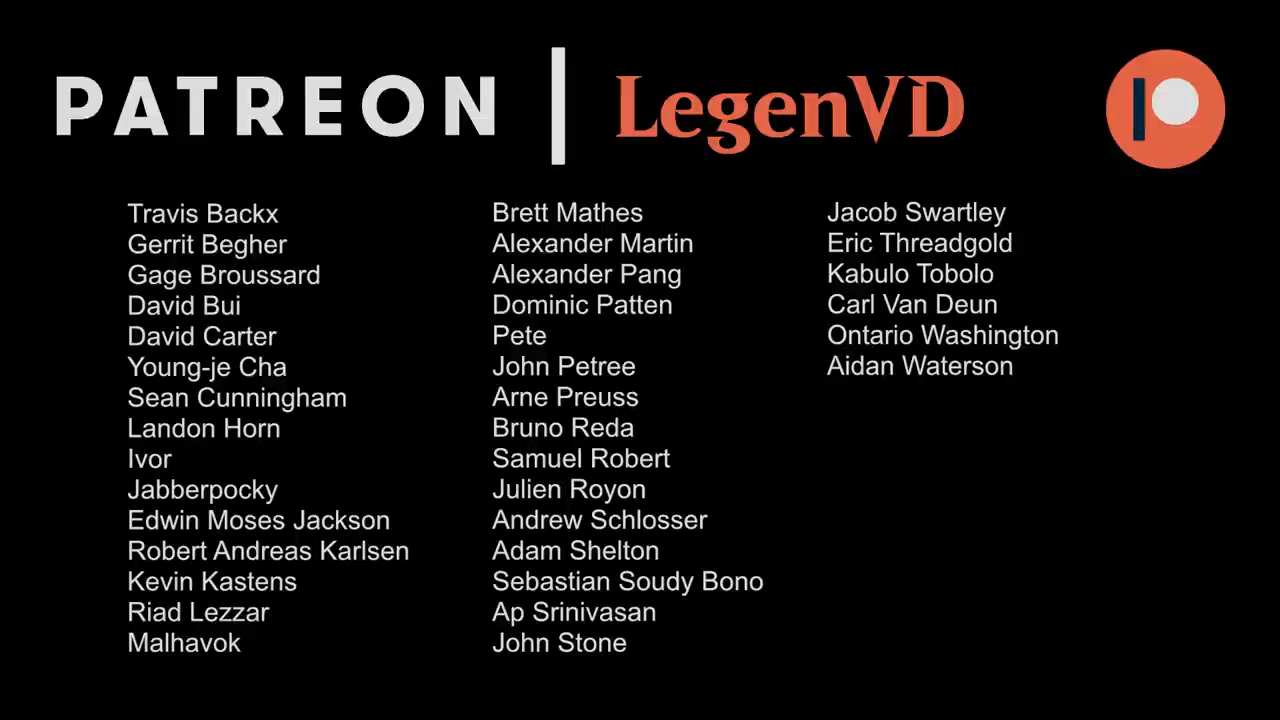 PATREON | LegenVD
Travis Backx
Gerrit Begher
Gage Broussard
David Bui
David Carter
Young-je Cha
Sean Cunningham
Landon Horn
Ivor
Jabberpocky
Edwin Moses Jackson
Robert Andreas Karlsen
Kevin Kastens
Riad Lezzar
Malhavok
Brett Mathes
Alexander Martin
Alexander Pang
Dominic Patten
Pete
John Petree
Arne Preuss
Bruno Reda
Samuel Robert
Julien Royon
Andrew Schlosser
Adam Shelton
Sebastian Soudy Bono
Ap Srinivasan
John Stone
Jacob Swartley
Eric Threadgold
Kabulo Tobolo
Carl Van Deun
Ontario Washington
Aidan Waterson